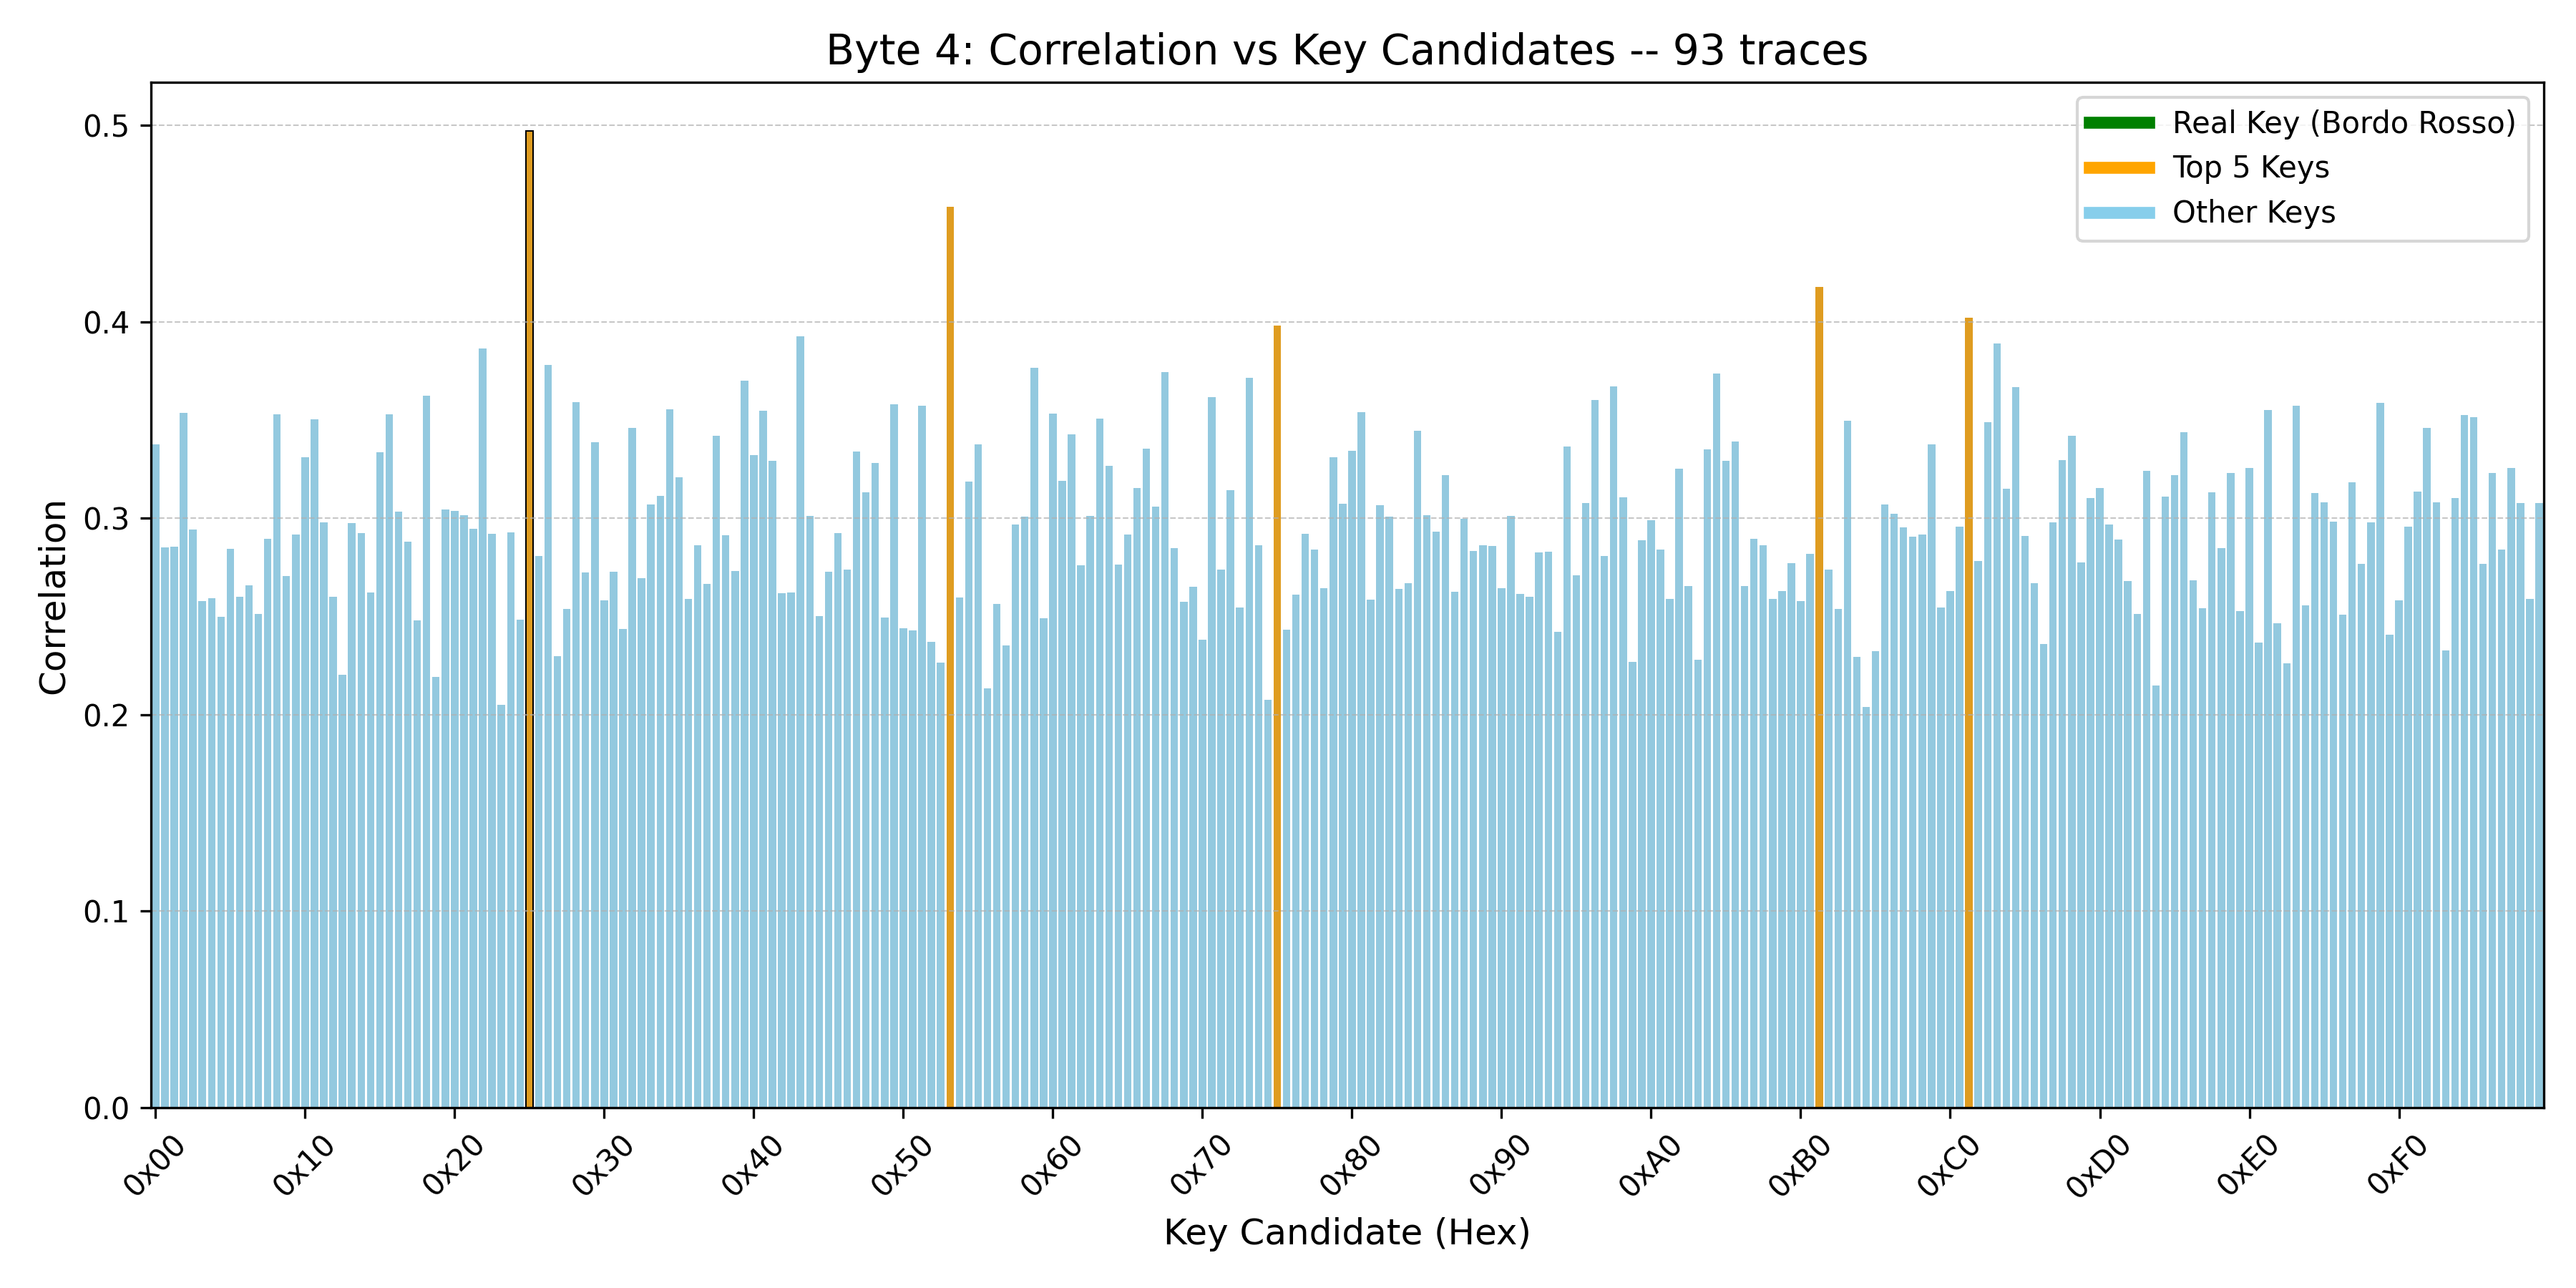 Byte 4: Correlation vs Key Candidates -- 93 traces
Real Key (Bordo Rosso)
Top 5 Keys
Other Keys
Correlation
0.5
0.4
0.3
0.2
0.1
0.0
0x00 0x10 0x20 0x30 0x40 0x50 0x60 0x70 0x80 0x90 0xA0 0xB0 0xC0 0xD0 0xE0 0xF0
Key Candidate (Hex)